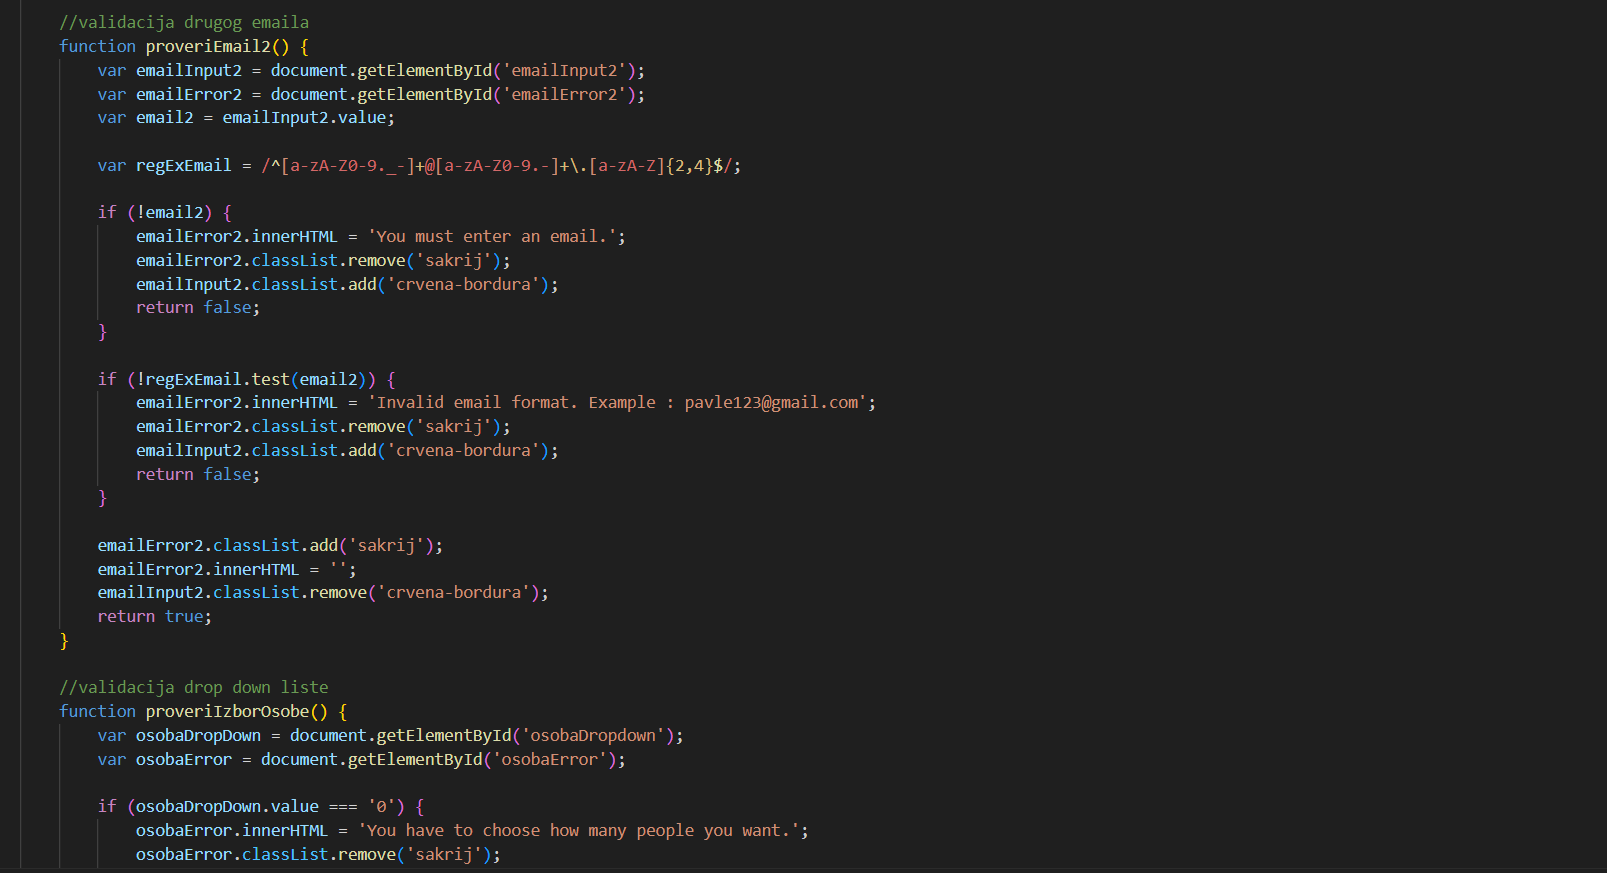 //validacija drugog emaila
function proveriEmail2() {
    var emailInput2 = document.getElementById('emailInput2');
    var emailError2 = document.getElementById('emailError2');
    var email2 = emailInput2.value;

    var regExEmail = /^[a-zA-Z0-9._-]+@[a-zA-Z0-9.-]+\.[a-zA-Z]{2,4}$/;

    if (!email2) {
        emailError2.innerHTML = 'You must enter an email.';
        emailError2.classList.remove('sakrij');
        emailInput2.classList.add('crvena-bordura');
        return false;
    }

    if (!regExEmail.test(email2)) {
        emailError2.innerHTML = 'Invalid email format. Example : pavle123@gmail.com';
        emailError2.classList.remove('sakrij');
        emailInput2.classList.add('crvena-bordura');
        return false;
    }

    emailError2.classList.add('sakrij');
    emailError2.innerHTML = '';
    emailInput2.classList.remove('crvena-bordura');
    return true;
}

//validacija drop down liste
function proveriIzborOsobe() {
    var osobaDropDown = document.getElementById('osobaDropdown');
    var osobaError = document.getElementById('osobaError');

    if (osobaDropDown.value === '0') {
        osobaError.innerHTML = 'You have to choose how many people you want.';
        osobaError.classList.remove('sakrij');